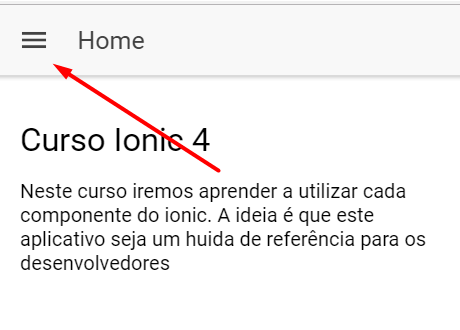 Home
Curso Ionic 4
Neste curso iremos aprender a utilizar cada
componente do ionic. A ideia é que este
aplicativo seja um huida de referência para os
desenvolvedores